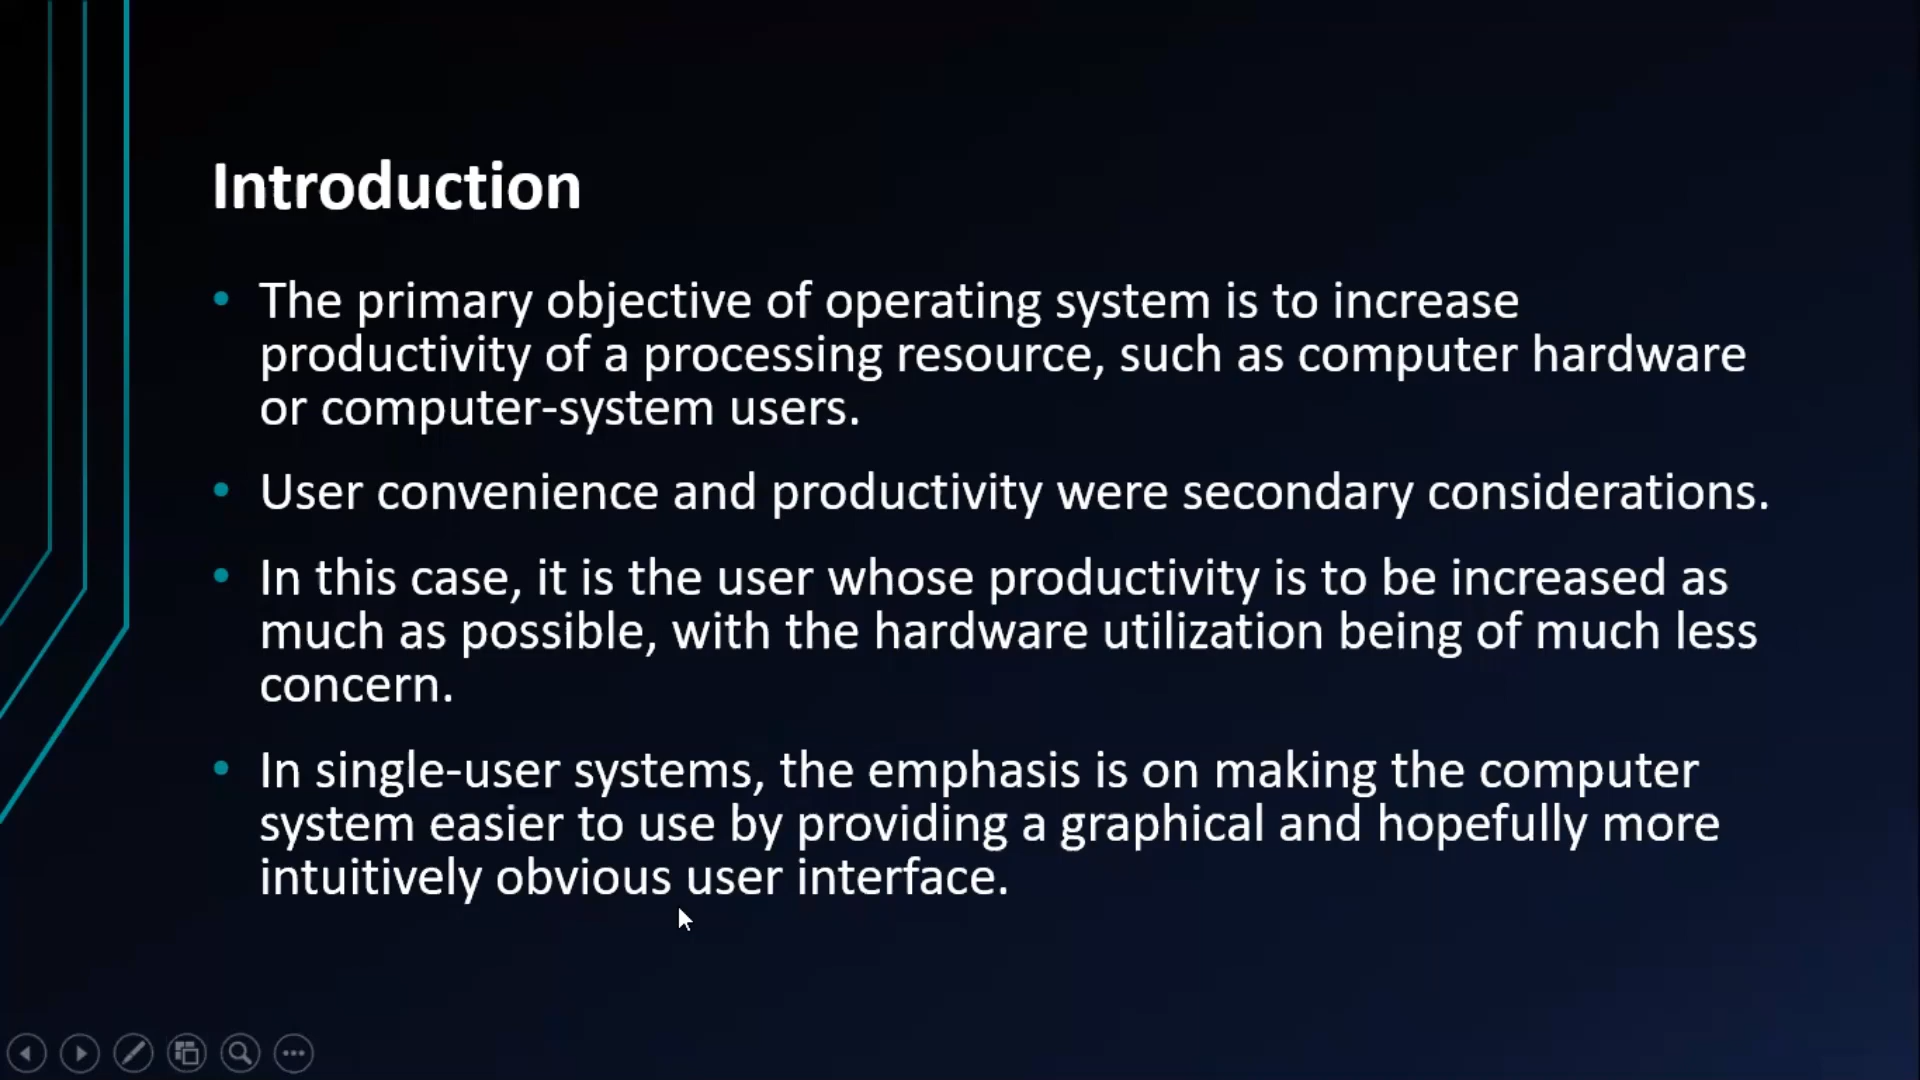 Introduction
• The primary objective of operating system is to increase
productivity of a processing resource, such as computer hardware
or computer-system users.
• User convenience and productivity were secondary considerations.
• In this case, it is the user whose productivity is to be increased as
much as possible, with the hardware utilization being of much less
concern.
• In single-user systems, the emphasis is on making the computer
system easier to use by providing a graphical and hopefully more
intuitively obvious user interface.